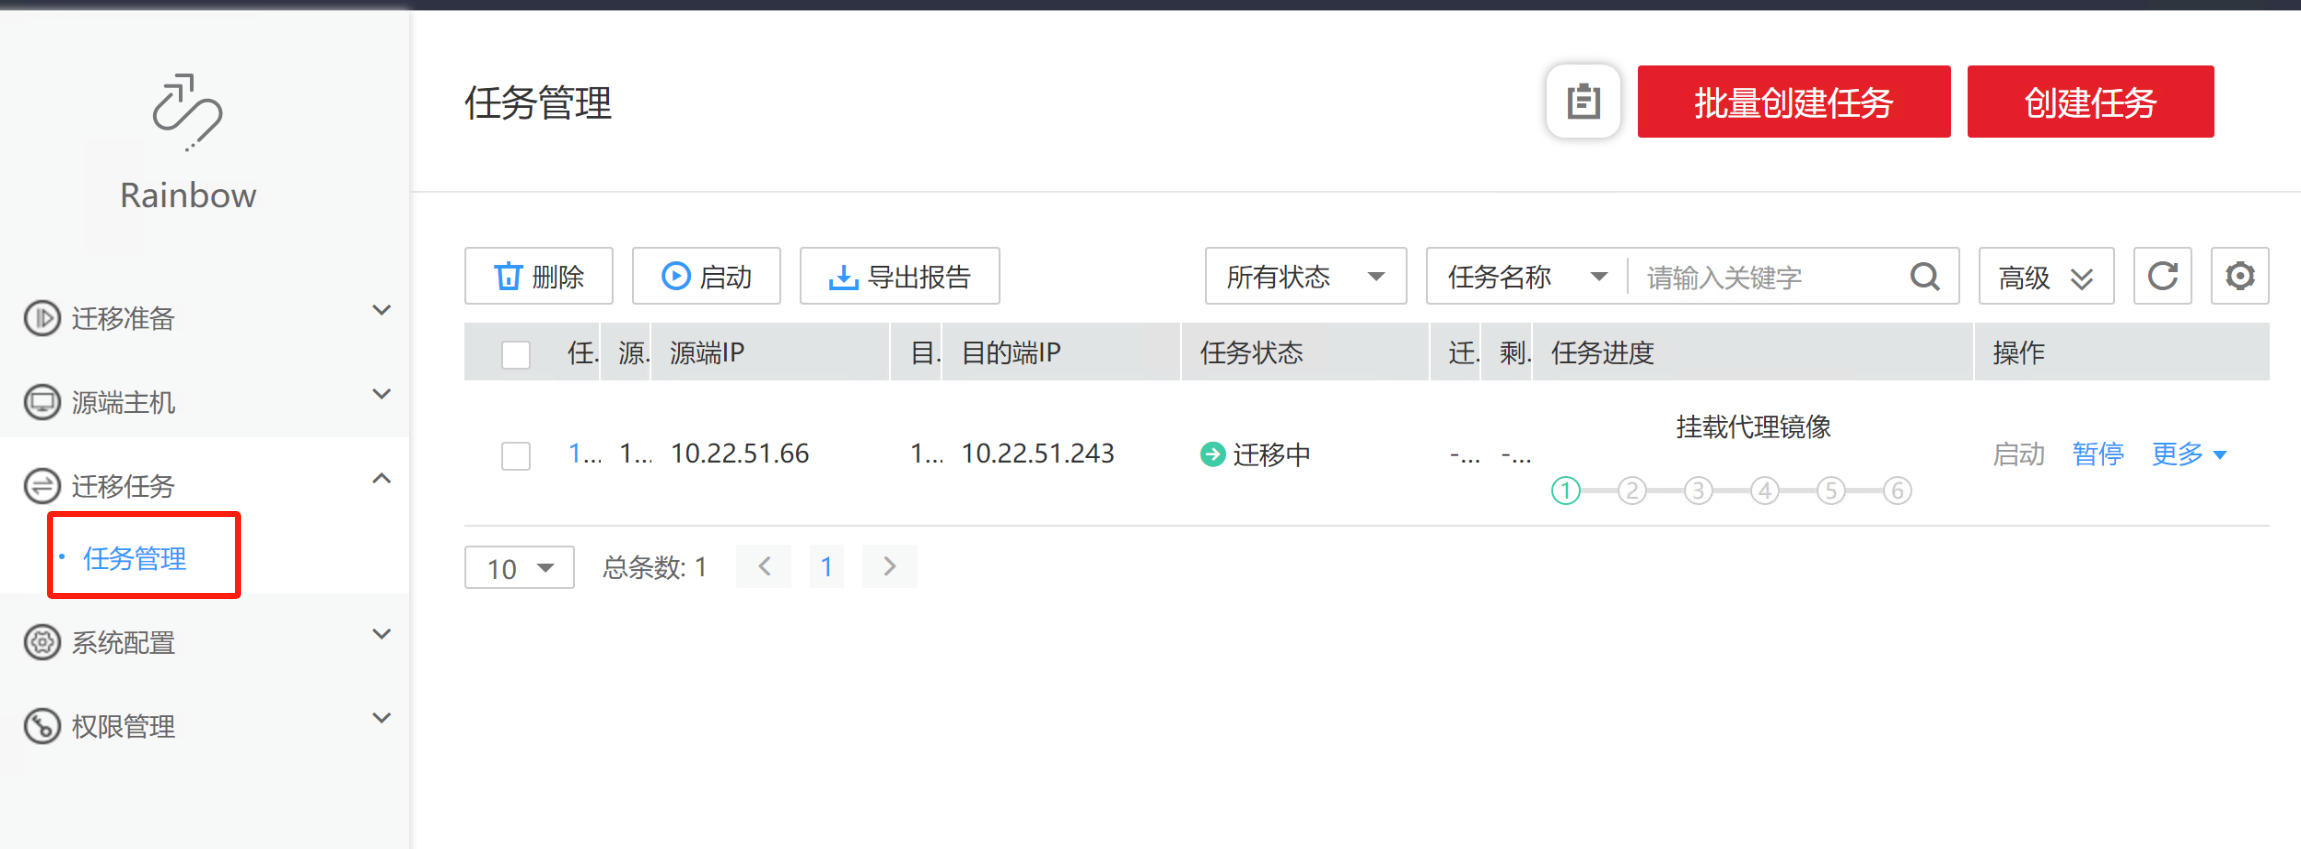 Rainbow
迁移准备
源端主机
迁移任务
任务管理
系统配置
权限管理
任务管理
批量创建任务
创建任务
删除
启动
导出报告
所有状态
任务名称
请输入关键字
高级
任. 源. 源端IP 目. 目的端IP 任务状态 迁. 剩. 任务进度 操作
1... 1... 10.22.51.66 1... 10.22.51.243 迁移中 -... -... 挂载代理镜像 启动 暂停 更多
1 2 3 4 5 6
10 总条数: 1 < 1 >